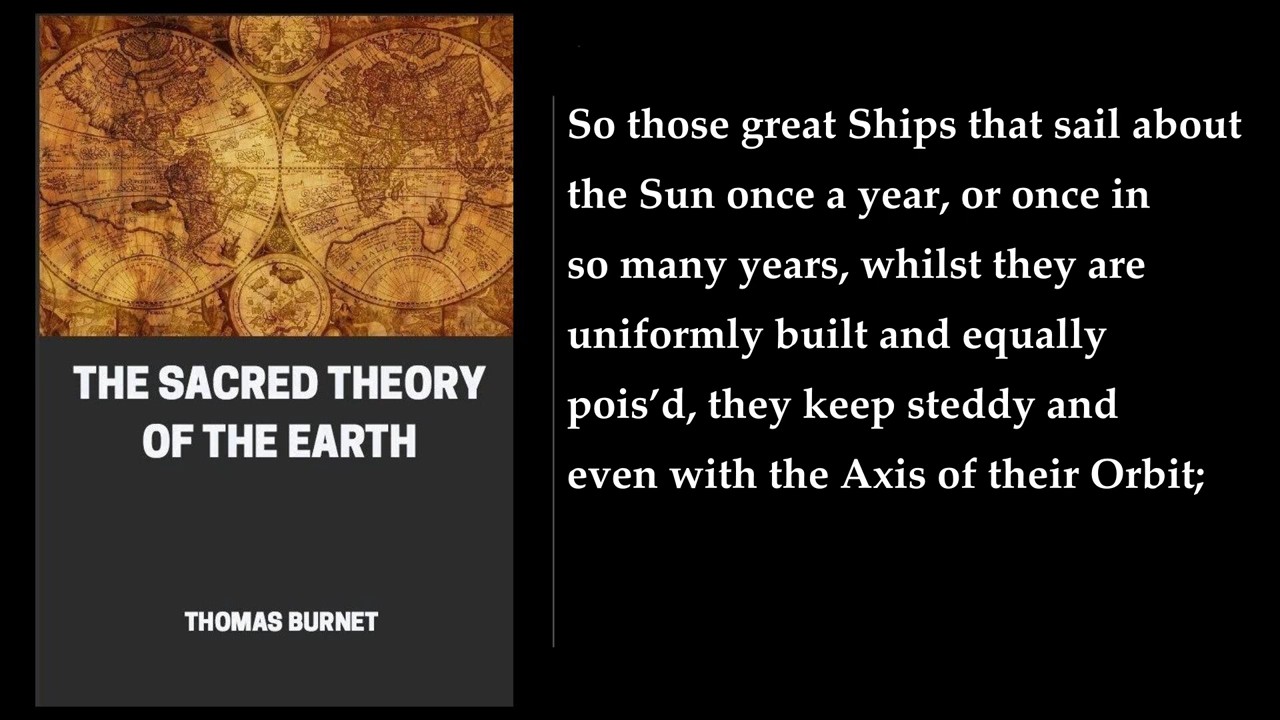 THE SACRED THEORY
OF THE EARTH
THOMAS BURNET
So those great Ships that sail about
the Sun once a year, or once in
so many years, whilst they are
uniformly built and equally
pois’d, they keep steddy and
even with the Axis of their Orbit;